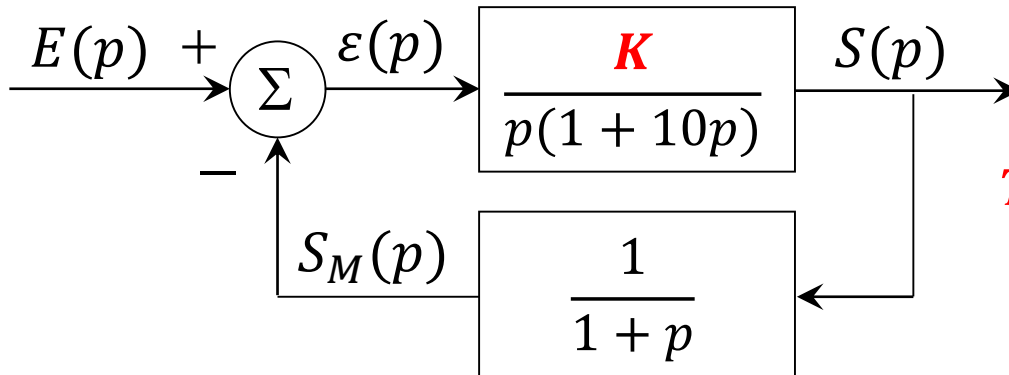 E(p) + ε(p) K S(p)
Σ
p(1 + 10p)
−
S_M(p) 1
1 + p